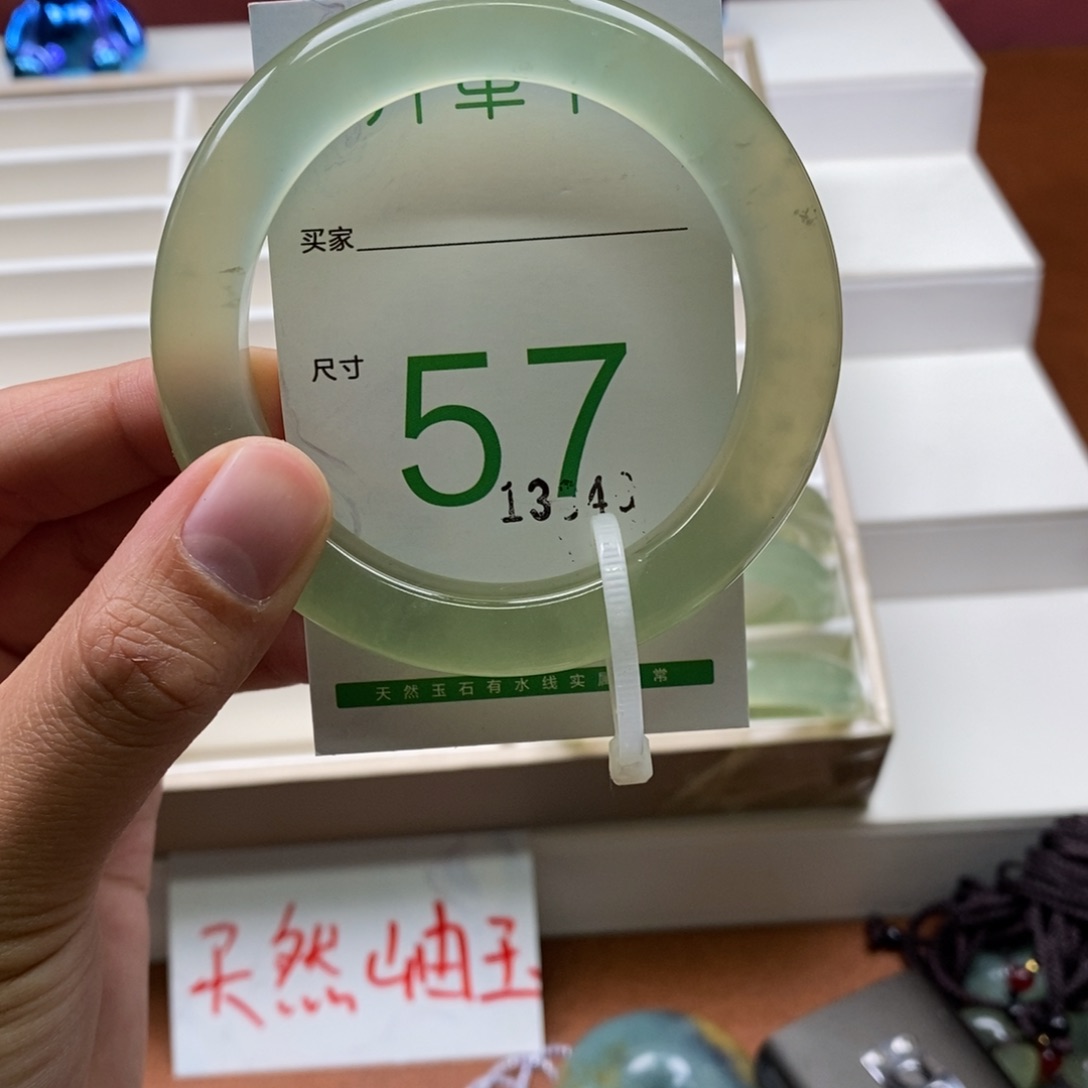 买家
尺寸
57
天然玉石有水线实属 常
天然岫玉